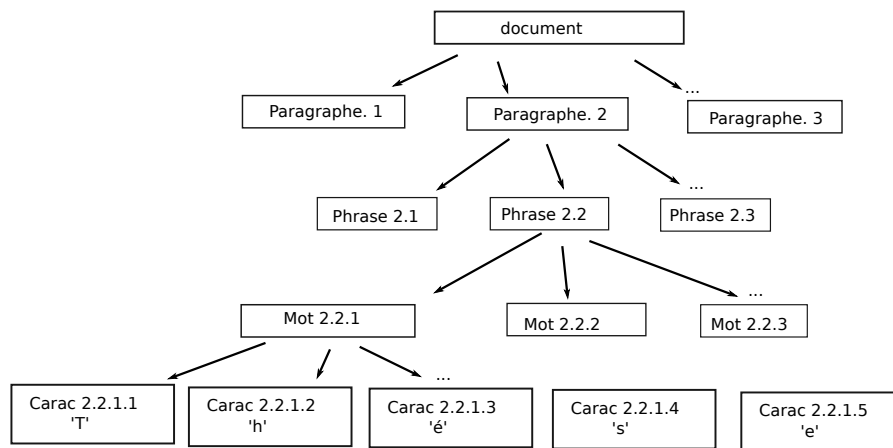 document
...
Paragraphe. 1
Paragraphe. 2
Paragraphe. 3
...
Phrase 2.1
Phrase 2.2
Phrase 2.3
...
Mot 2.2.1
Mot 2.2.2
Mot 2.2.3
...
Carac 2.2.1.1
'T'
Carac 2.2.1.2
'h'
Carac 2.2.1.3
'é'
Carac 2.2.1.4
's'
Carac 2.2.1.5
'e'